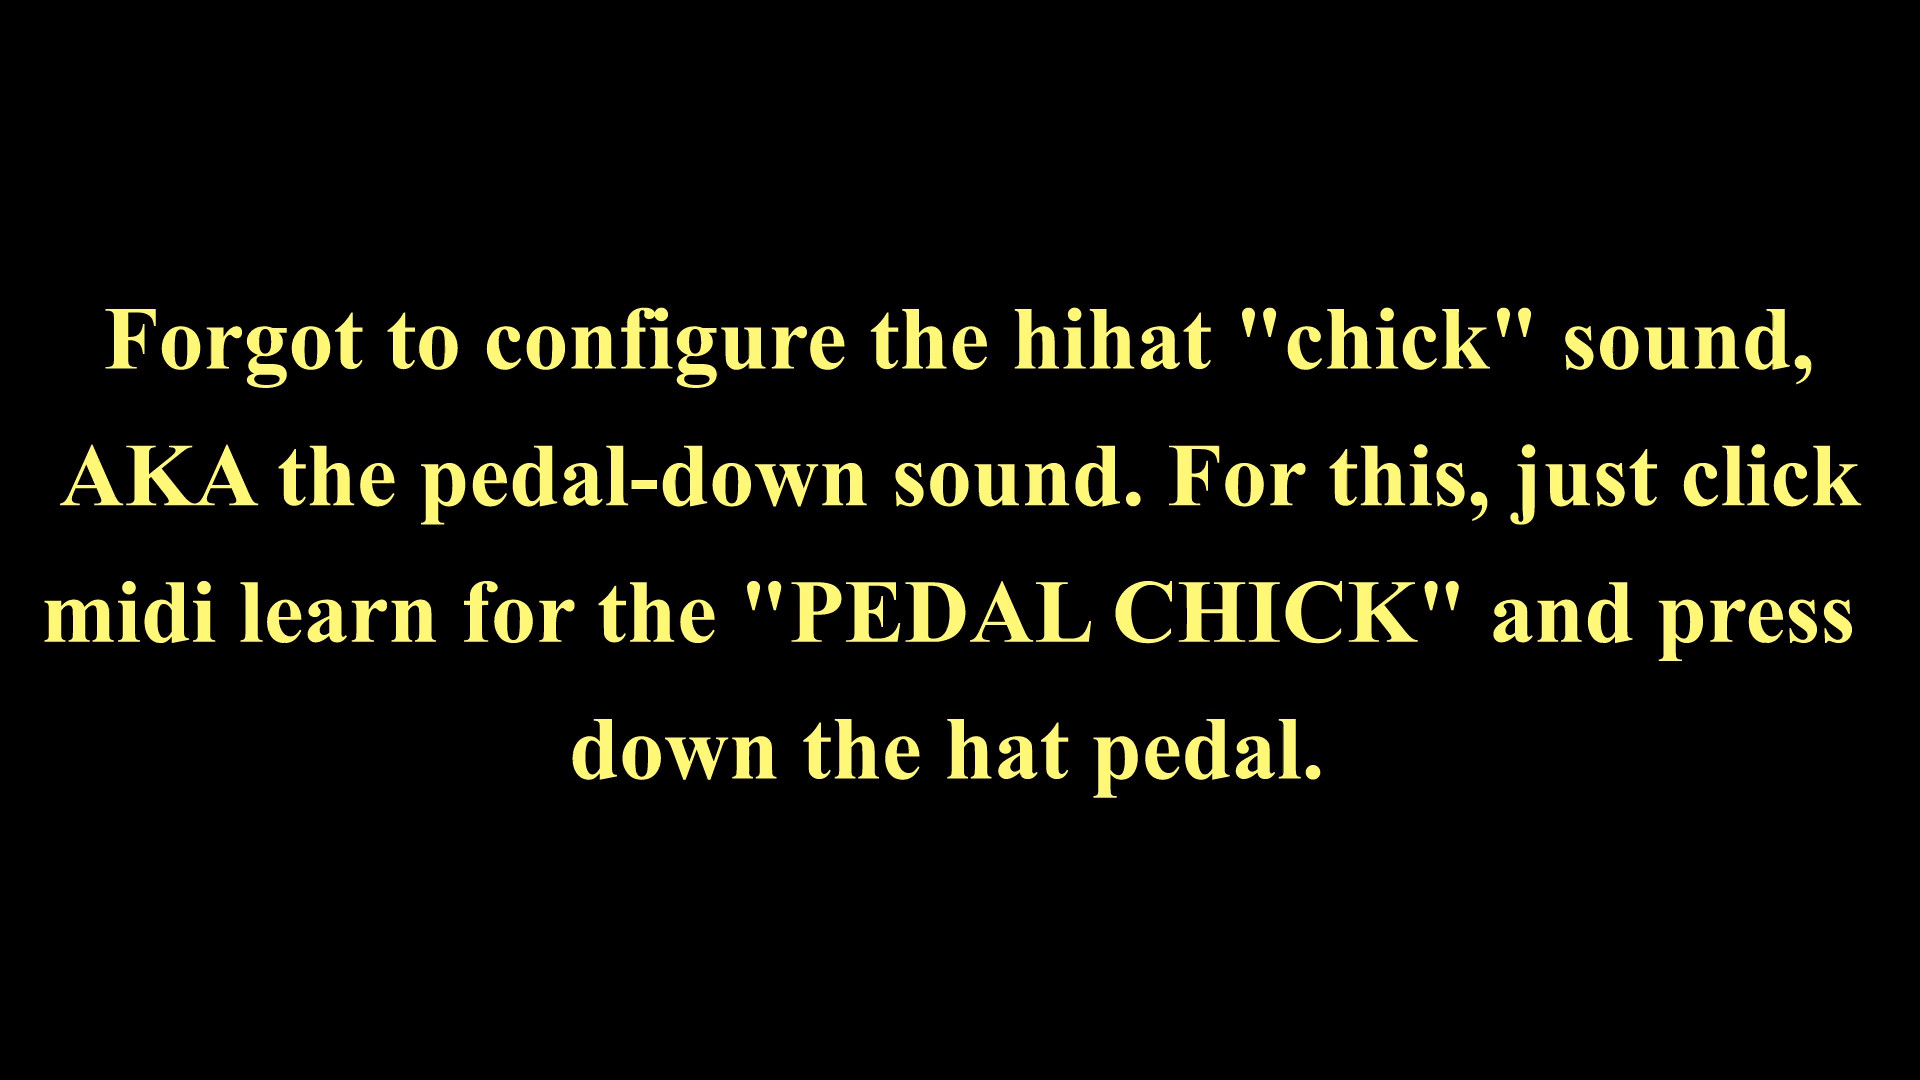 Forgot to configure the hihat "chick" sound,
AKA the pedal-down sound. For this, just click
midi learn for the "PEDAL CHICK" and press
down the hat pedal.